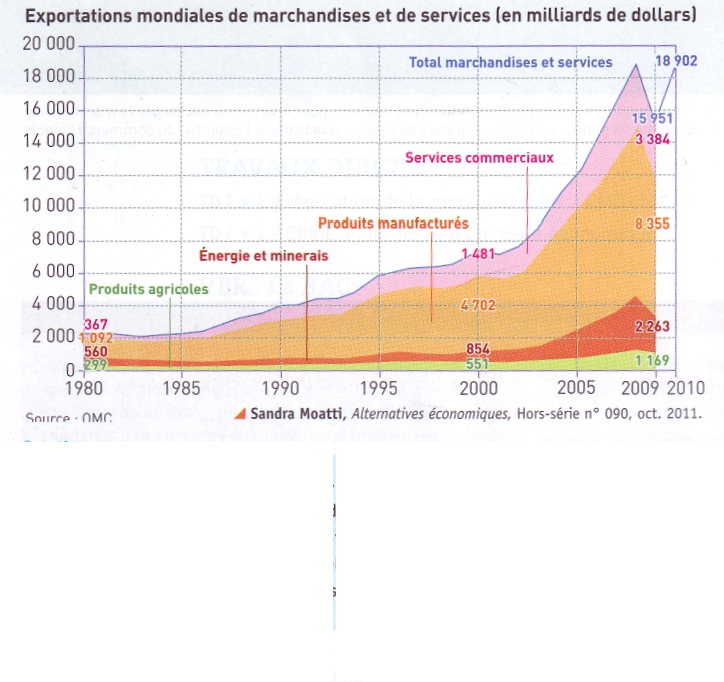 Exportations mondiales de marchandises et de services (en milliards de dollars)
20 000
18 000
16 000
14 000
12 000
10 000
8 000
6 000
4 000
2 000
0
Total marchandises et services
18 902
15 951
3 384
Services commerciaux
Produits manufacturés
8 355
1 481
Énergie et minerais
Produits agricoles
4 702
367
1 092
560
299
854
551
2 263
1 169
1980 1985 1990 1995 2000 2005 2009 2010
Source : OMC
Sandra Moatti, Alternatives économiques, Hors-série n° 090, oct. 2011.